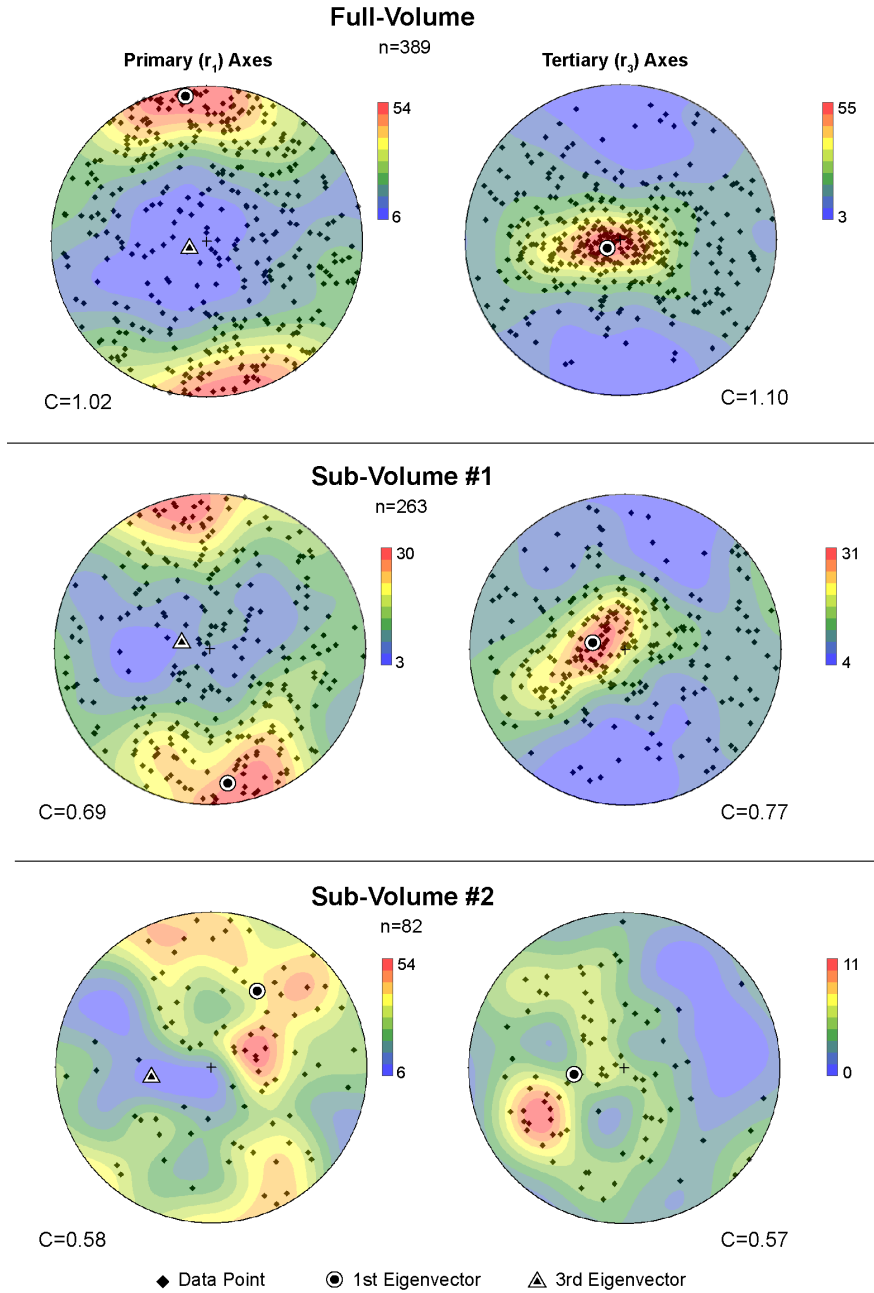 Full-Volume
n=389
Primary (r1) Axes
Tertiary (r3) Axes
54
6
55
3
C=1.02
C=1.10
Sub-Volume #1
n=263
30
3
31
4
C=0.69
C=0.77
Sub-Volume #2
n=82
54
6
11
0
C=0.58
C=0.57
Data Point
1st Eigenvector
3rd Eigenvector